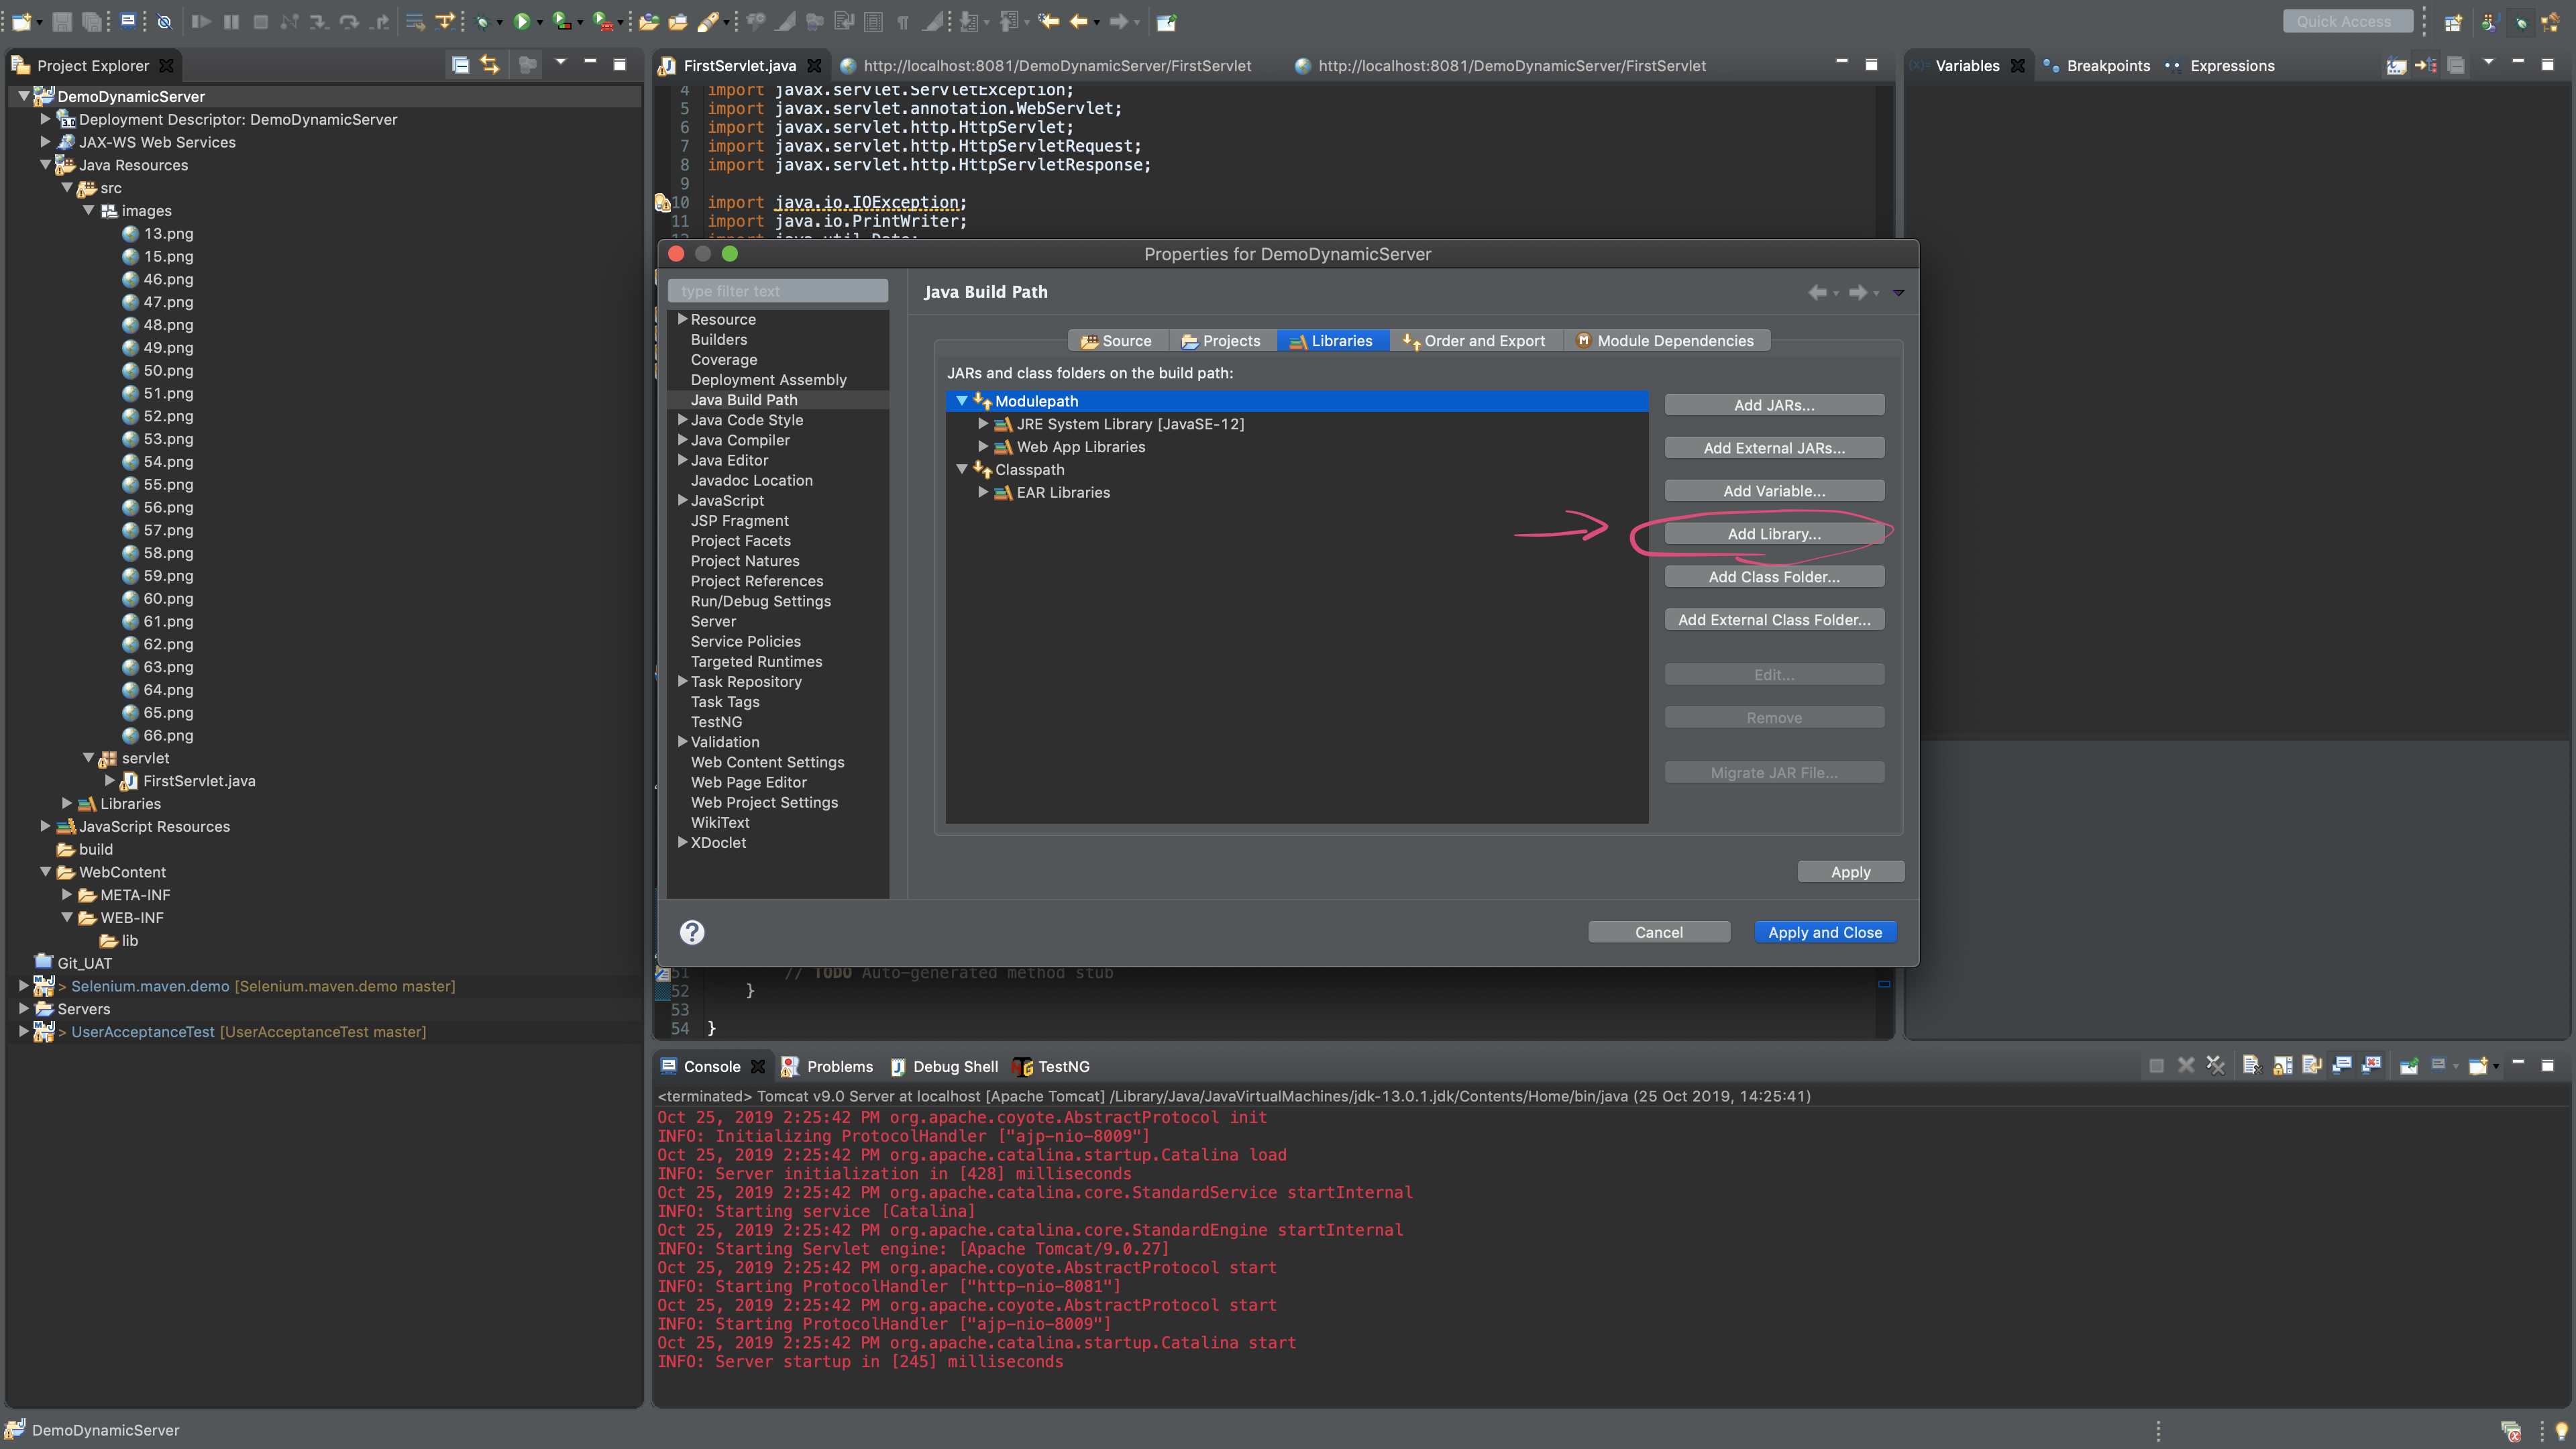 Quick Access
Project Explorer
DemoDynamicServer
Deployment Descriptor: DemoDynamicServer
JAX-WS Web Services
Java Resources
src
images
13.png
15.png
46.png
47.png
48.png
49.png
50.png
51.png
52.png
53.png
54.png
55.png
56.png
57.png
58.png
59.png
60.png
61.png
62.png
63.png
64.png
65.png
66.png
servlet
FirstServlet.java
Libraries
JavaScript Resources
build
WebContent
META-INF
WEB-INF
lib
Git_UAT
> Selenium.maven.demo [Selenium.maven.demo master]
Servers
> UserAcceptanceTest [UserAcceptanceTest master]
FirstServlet.java
http://localhost:8081/DemoDynamicServer/FirstServlet
http://localhost:8081/DemoDynamicServer/FirstServlet
4 import javax.servlet.ServletException;
5 import javax.servlet.annotation.WebServlet;
6 import javax.servlet.http.HttpServlet;
7 import javax.servlet.http.HttpServletRequest;
8 import javax.servlet.http.HttpServletResponse;
9
10 import java.io.IOException;
11 import java.io.PrintWriter;
Variables
Breakpoints
Expressions
Properties for DemoDynamicServer
type filter text
Resource
Builders
Coverage
Deployment Assembly
Java Build Path
Java Code Style
Java Compiler
Java Editor
Javadoc Location
JavaScript
JSP Fragment
Project Facets
Project Natures
Project References
Run/Debug Settings
Server
Service Policies
Targeted Runtimes
Task Repository
Task Tags
TestNG
Validation
Web Content Settings
Web Page Editor
Web Project Settings
WikiText
XDoclet
Java Build Path
Source
Projects
Libraries
Order and Export
Module Dependencies
JARs and class folders on the build path:
Modulepath
JRE System Library [JavaSE-12]
Web App Libraries
Classpath
EAR Libraries
Add JARs...
Add External JARs...
Add Variable...
Add Library...
Add Class Folder...
Add External Class Folder...
Edit...
Remove
Migrate JAR File...
Apply
Cancel
Apply and Close
51 // TODO Auto-generated method stub
52 }
53
54 }
Console
Problems
Debug Shell
TestNG
<terminated> Tomcat v9.0 Server at localhost [Apache Tomcat] /Library/Java/JavaVirtualMachines/jdk-13.0.1.jdk/Contents/Home/bin/java (25 Oct 2019, 14:25:41)
Oct 25, 2019 2:25:42 PM org.apache.coyote.AbstractProtocol init
INFO: Initializing ProtocolHandler ["ajp-nio-8009"]
Oct 25, 2019 2:25:42 PM org.apache.catalina.startup.Catalina load
INFO: Server initialization in [428] milliseconds
Oct 25, 2019 2:25:42 PM org.apache.catalina.core.StandardService startInternal
INFO: Starting service [Catalina]
Oct 25, 2019 2:25:42 PM org.apache.catalina.core.StandardEngine startInternal
INFO: Starting Servlet engine: [Apache Tomcat/9.0.27]
Oct 25, 2019 2:25:42 PM org.apache.coyote.AbstractProtocol start
INFO: Starting ProtocolHandler ["http-nio-8081"]
Oct 25, 2019 2:25:42 PM org.apache.coyote.AbstractProtocol start
INFO: Starting ProtocolHandler ["ajp-nio-8009"]
Oct 25, 2019 2:25:42 PM org.apache.catalina.startup.Catalina start
INFO: Server startup in [245] milliseconds
DemoDynamicServer